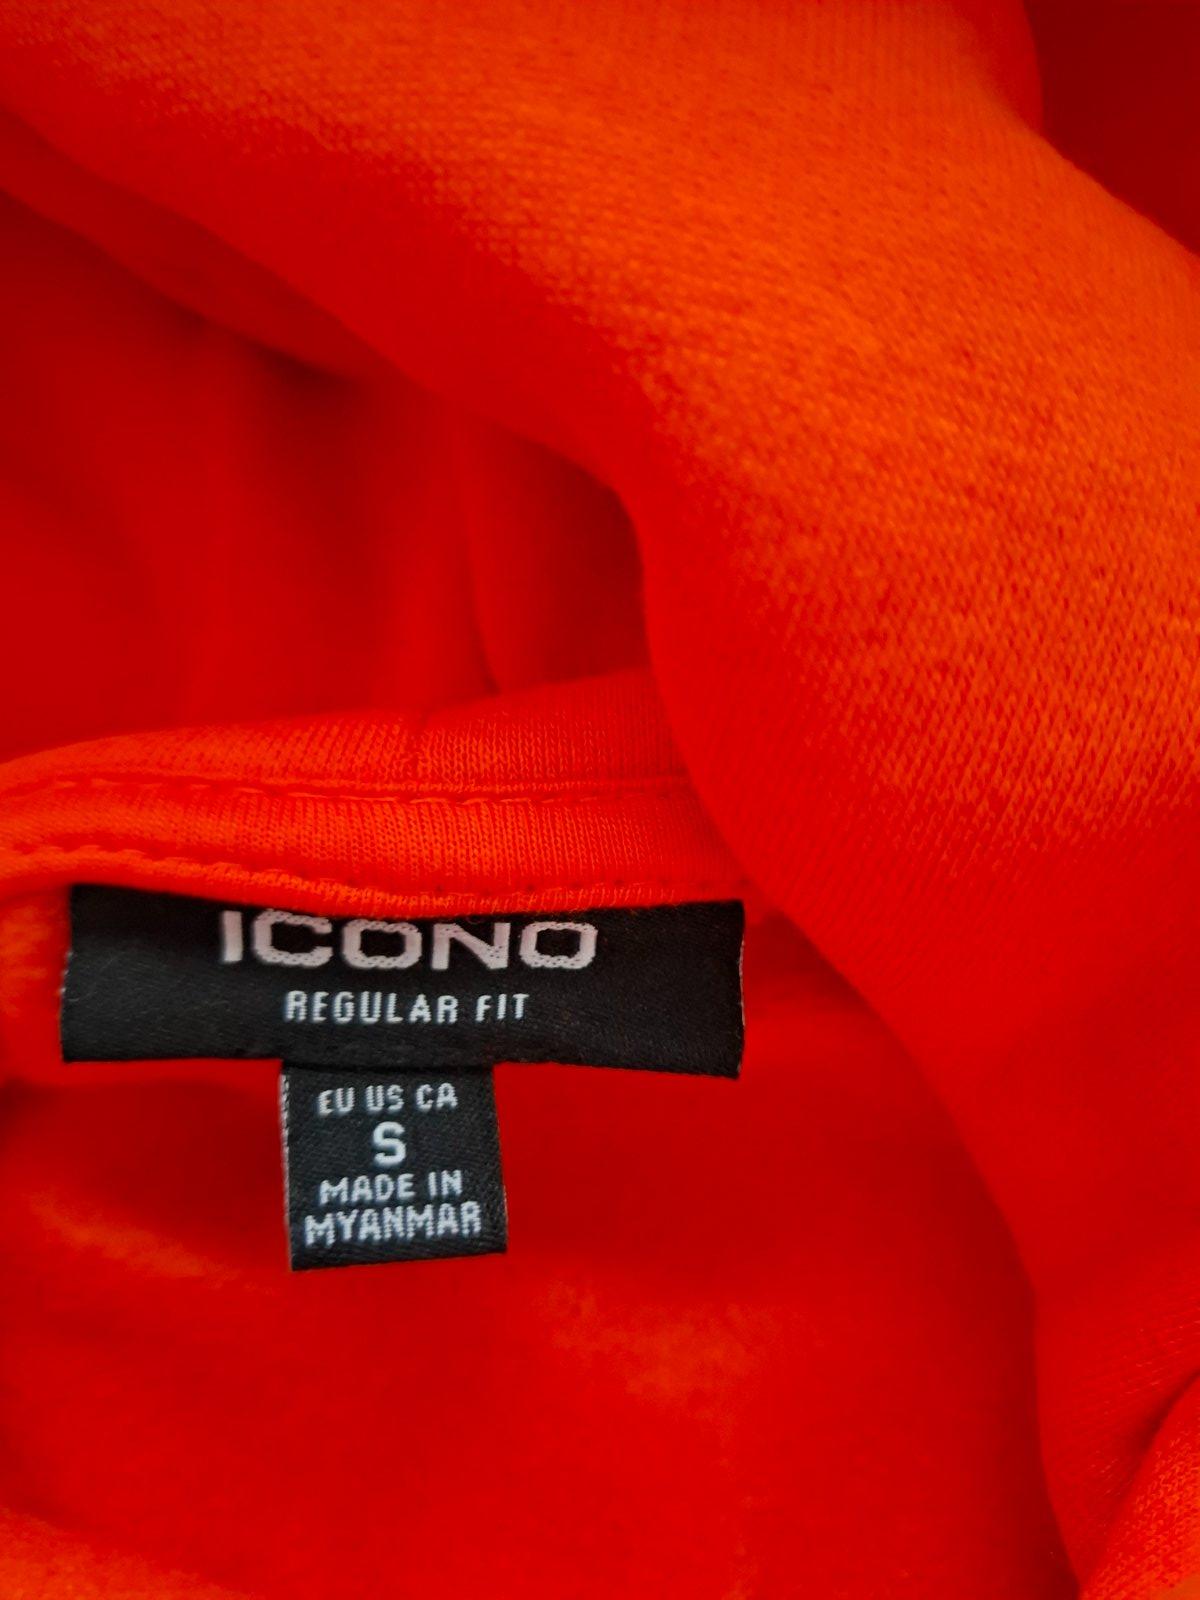 ICONO
REGULAR FIT
EU US CA
S
MADE IN
MYANMAR